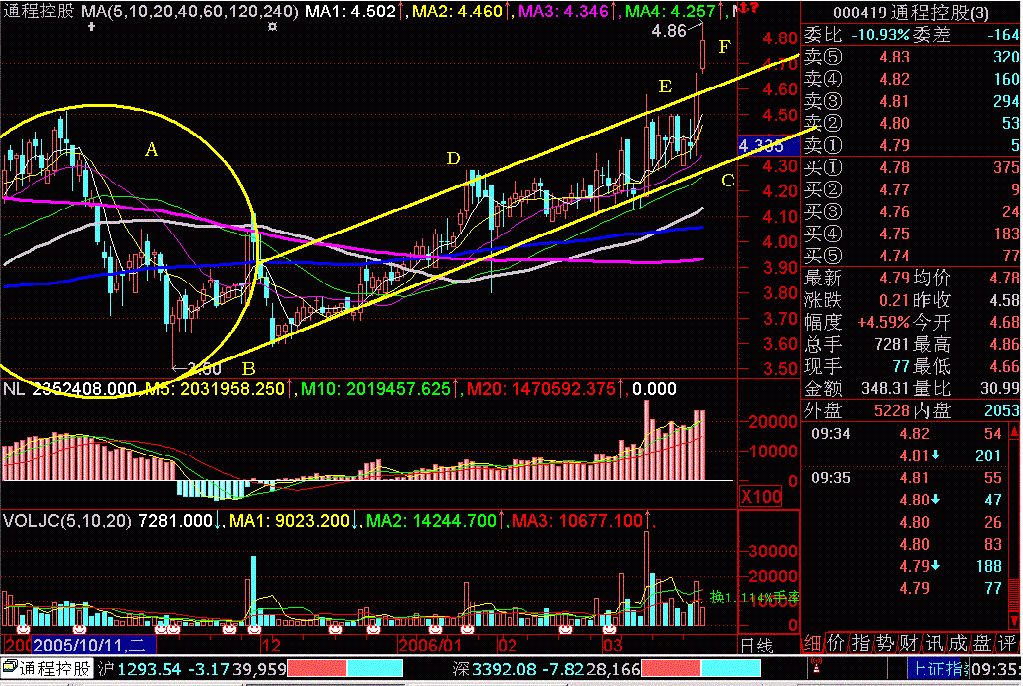 通程控股 MA(5,10,20,40,60,120,240) MA1: 4.502↑,MA2: 4.460↑,MA3: 4.346↑,MA4: 4.257↑,
4.86
A
B
C
D
E
F
3.50
4.80
4.70
4.60
4.50
4.335
4.30
4.20
4.10
4.00
3.90
3.80
3.70
3.60
3.50
NL 2352408.000, M5: 2031958.250↑,M10: 2019457.625↑,M20: 1470592.375↑,0.000
20000
10000
0
X100
VOLJC(5,10,20) 7281.000↓,MA1: 9023.200↓,MA2: 14244.700↑,MA3: 10677.100↑,
30000
20000
10000
0
换1.114%
2005/10/11,二
12
2006/01
02
03
日线
000419 通程控股(3)
委比 -10.93% 委差 -164
卖⑤ 4.83 320
卖④ 4.82 160
卖③ 4.81 294
卖② 4.80 53
卖① 4.79 5
买① 4.78 375
买② 4.77 9
买③ 4.76 24
买④ 4.75 183
买⑤ 4.74 77
最新 4.79 均价 4.78
涨跌 0.21 昨收 4.58
幅度 +4.59% 今开 4.68
总手 7281 最高 4.86
现手 77 最低 4.66
金额 348.31 量比 30.99
外盘 5228 内盘 2053
09:34 4.82 54
4.01↓ 201
09:35 4.81 55
4.80↓ 47
4.80 26
4.80 83
4.79↓ 188
4.79 77
细 价 指 势 财 讯 成 盘 评
通程控股 沪1293.54 -3.17 39,959 深3392.08 -7.82 28,166 上证指 09:35